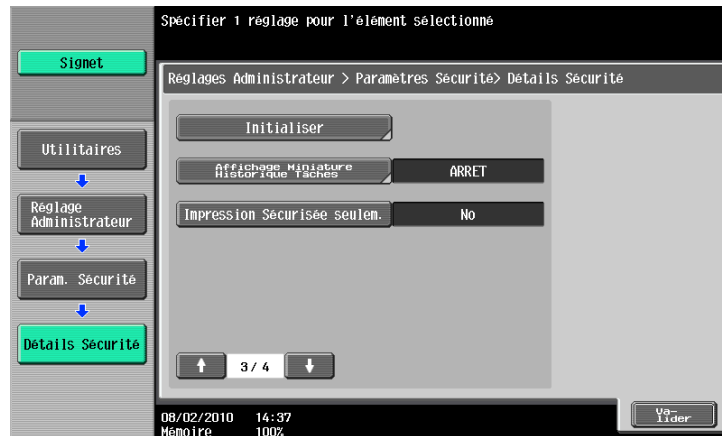 Spécifier 1 réglage pour l'élément sélectionné
Signet
Réglages Administrateur > Paramètres Sécurité> Détails Sécurité
Initialiser
Utilitaires
Affichage Miniature
Historique Tâches
ARRET
Réglage
Administrateur
Impression Sécurisée seulem.
No
Param. Sécurité
Détails Sécurité
3/4
08/02/2010 14:37
Mémoire 100%
Va-
lider